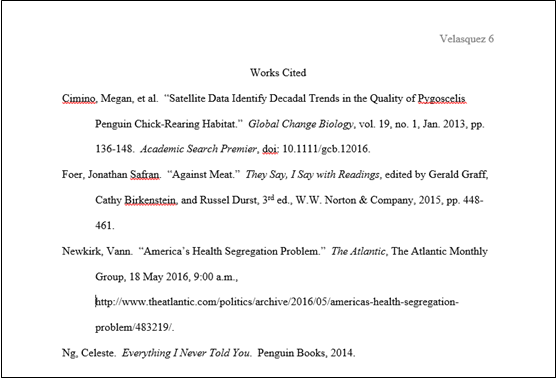 Velasquez 6
Works Cited
Cimino, Megan, et al.  “Satellite Data Identify Decadal Trends in the Quality of Pygoscelis
Penguin Chick-Rearing Habitat.”  Global Change Biology, vol. 19, no. 1, Jan. 2013, pp.
136-148.  Academic Search Premier, doi: 10.1111/gcb.12016.
Foer, Jonathan Safran.  “Against Meat.”  They Say, I Say with Readings, edited by Gerald Graff,
Cathy Birkenstein, and Russel Durst, 3rd ed., W.W. Norton & Company, 2015, pp. 448-
461.
Newkirk, Vann.  “America’s Health Segregation Problem.”  The Atlantic, The Atlantic Monthly
Group, 18 May 2016, 9:00 a.m.,
http://www.theatlantic.com/politics/archive/2016/05/americas-health-segregation-
problem/483219/.
Ng, Celeste.  Everything I Never Told You.  Penguin Books, 2014.